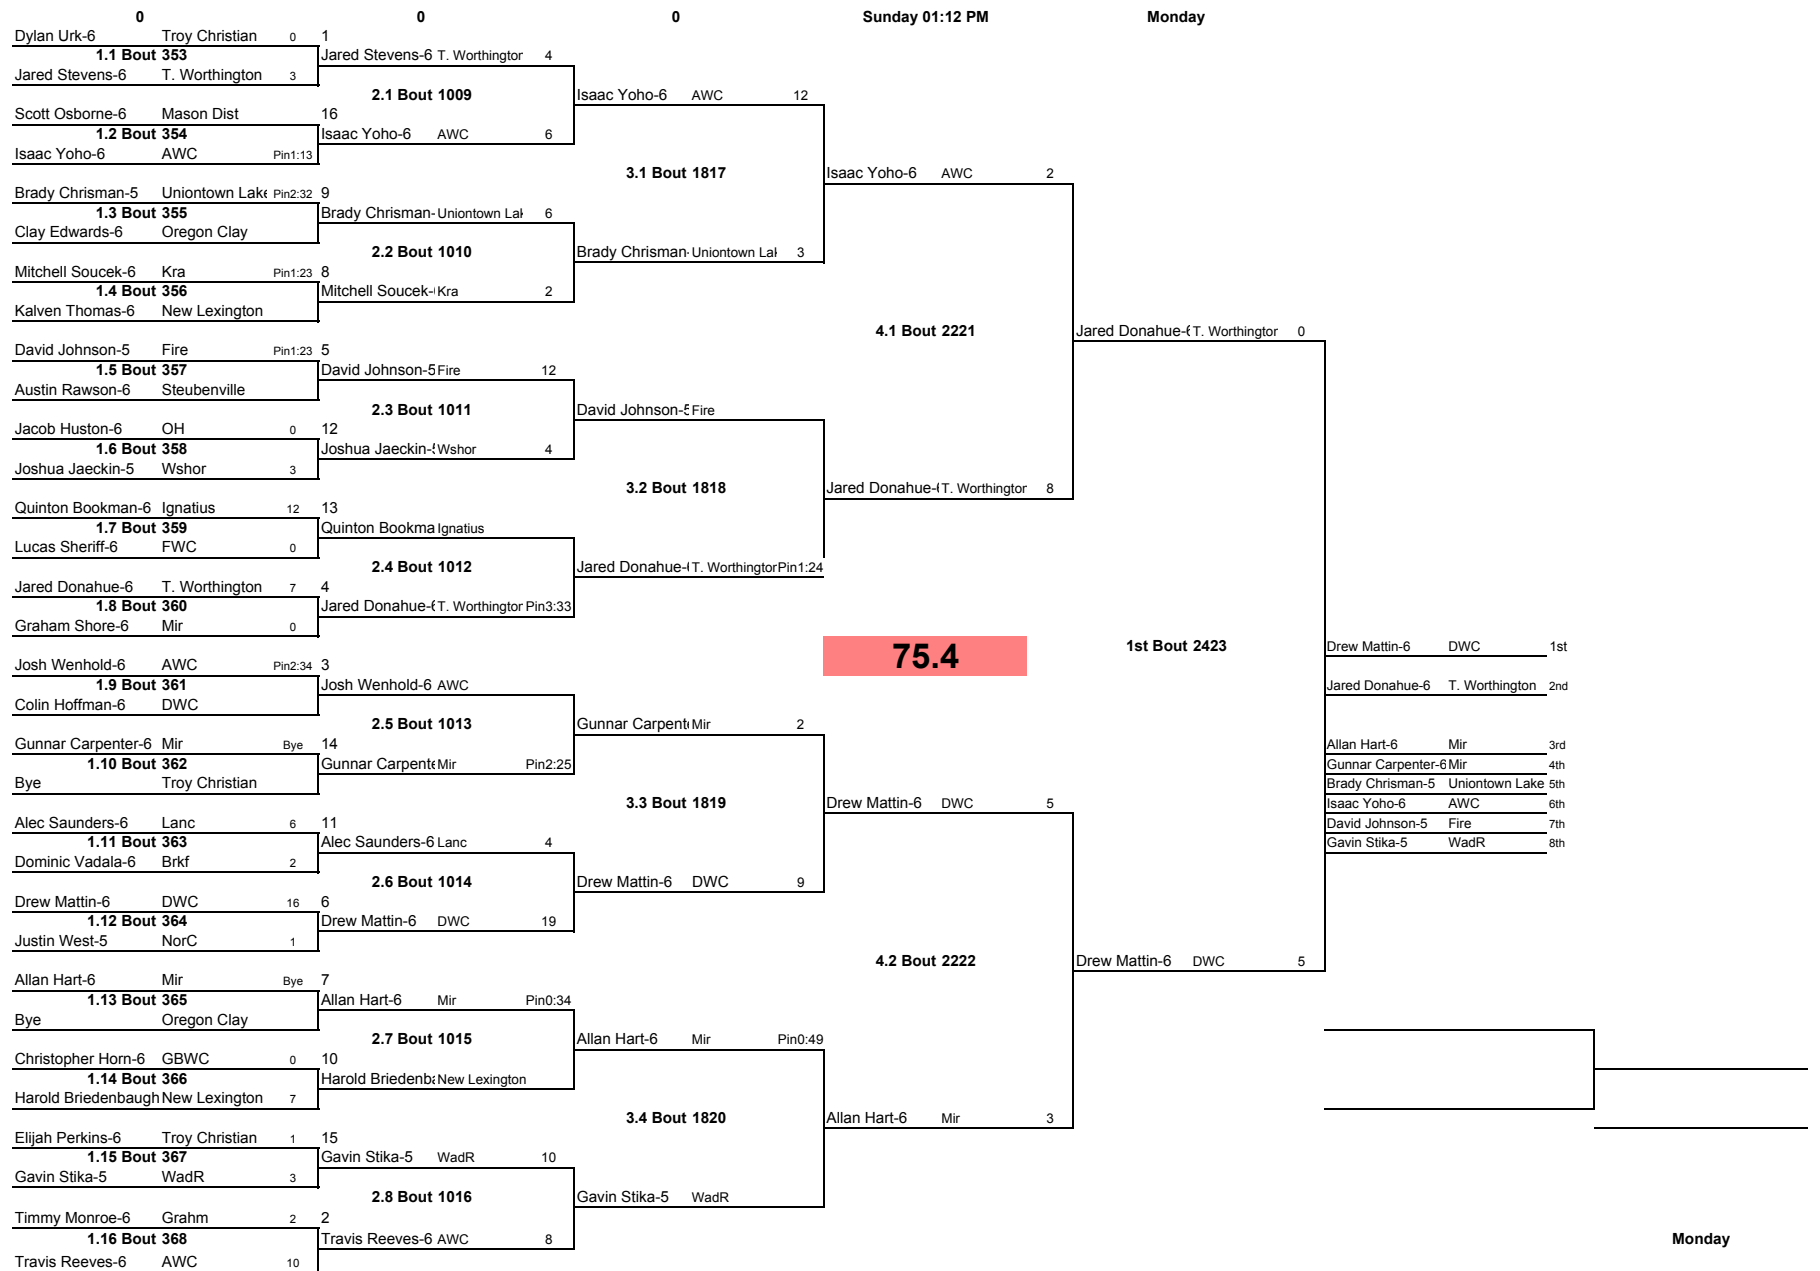 0 0 0 Sunday 01:12 PM Monday
Dylan Urk-6 Troy Christian 0 1
1.1 Bout 353 Jared Stevens-6 T. Worthington 4
Jared Stevens-6 T. Worthington 3
2.1 Bout 1009 Isaac Yoho-6 AWC 12
Scott Osborne-6 Mason Dist 16
1.2 Bout 354 Isaac Yoho-6 AWC 6
Isaac Yoho-6 AWC Pin1:13
3.1 Bout 1817 Isaac Yoho-6 AWC 2
Brady Chrisman-5 Uniontown Lake Pin2:32 9
1.3 Bout 355 Brady Chrisman- Uniontown Lak 6
Clay Edwards-6 Oregon Clay
2.2 Bout 1010 Brady Chrisman- Uniontown Lak 3
Mitchell Soucek-6 Kra Pin1:23 8
1.4 Bout 356 Mitchell Soucek- Kra 2
Kalven Thomas-6 New Lexington
4.1 Bout 2221 Jared Donahue-6 T. Worthington 0
David Johnson-5 Fire Pin1:23 5
1.5 Bout 357 David Johnson-5 Fire 12
Austin Rawson-6 Steubenville
2.3 Bout 1011 David Johnson-5 Fire
Jacob Huston-6 OH 0 12
1.6 Bout 358 Joshua Jaeckin-5 Wshor 4
Joshua Jaeckin-5 Wshor 3
3.2 Bout 1818 Jared Donahue-6 T. Worthington 8
Quinton Bookman-6 Ignatius 12 13
1.7 Bout 359 Quinton Bookma Ignatius
Lucas Sheriff-6 FWC 0
2.4 Bout 1012 Jared Donahue-6 T. Worthington Pin1:24
Jared Donahue-6 T. Worthington 7 4
1.8 Bout 360 Jared Donahue-6 T. Worthington Pin3:33
Graham Shore-6 Mir 0
75.4 1st Bout 2423 Drew Mattin-6 DWC 1st
Josh Wenhold-6 AWC Pin2:34 3
1.9 Bout 361 Josh Wenhold-6 AWC Jared Donahue-6 T. Worthington 2nd
Colin Hoffman-6 DWC
2.5 Bout 1013 Gunnar Carpente Mir 2
Gunnar Carpenter-6 Mir Bye 14 Allan Hart-6 Mir 3rd
1.10 Bout 362 Gunnar Carpente Mir Pin2:25 Gunnar Carpenter-6 Mir 4th
Bye Troy Christian Brady Chrisman-5 Uniontown Lake 5th
3.3 Bout 1819 Drew Mattin-6 DWC 5 Isaac Yoho-6 AWC 6th
Alec Saunders-6 Lanc 6 11 David Johnson-5 Fire 7th
1.11 Bout 363 Alec Saunders-6 Lanc 4 Gavin Stika-5 WadR 8th
Dominic Vadala-6 Brkf 2
2.6 Bout 1014 Drew Mattin-6 DWC 9
Drew Mattin-6 DWC 16 6
1.12 Bout 364 Drew Mattin-6 DWC 19
Justin West-5 NorC 1
4.2 Bout 2222 Drew Mattin-6 DWC 5
Allan Hart-6 Mir Bye 7
1.13 Bout 365 Allan Hart-6 Mir Pin0:34
Bye Oregon Clay
2.7 Bout 1015 Allan Hart-6 Mir Pin0:49
Christopher Horn-6 GBWC 0 10
1.14 Bout 366 Harold Briedenba New Lexington
Harold Briedenbaugh New Lexington 7
3.4 Bout 1820 Allan Hart-6 Mir 3
Elijah Perkins-6 Troy Christian 1 15
1.15 Bout 367 Gavin Stika-5 WadR 10
Gavin Stika-5 WadR 3
2.8 Bout 1016 Gavin Stika-5 WadR
Timmy Monroe-6 Grahm 2 2
1.16 Bout 368 Travis Reeves-6 AWC 8 Monday
Travis Reeves-6 AWC 10